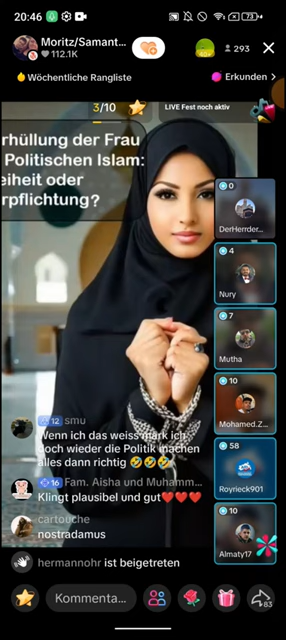 20:46
73
Moritz/Samant...
112.1K
40+
293
Wöchentliche Rangliste
Erkunden >
3/10
LIVE Fest noch aktiv
rhüllung der Frau
Politischen Islam:
eiheit oder
rpflichtung?
0
DerHerrder...
4
Nury
7
Mutha
10
Mohamed.Z...
58
Royrieck901
10
Almaty17
12 smu
Wenn ich das weiss mark ich
doch wieder die Politik machen
alles dann richtig 🤣🤣🤣
16 Fam. Aisha und Muhamm...
Klingt plausibel und gut❤️❤️❤️
cartouche
nostradamus
hermannohr ist beigetreten
Kommenta...
83